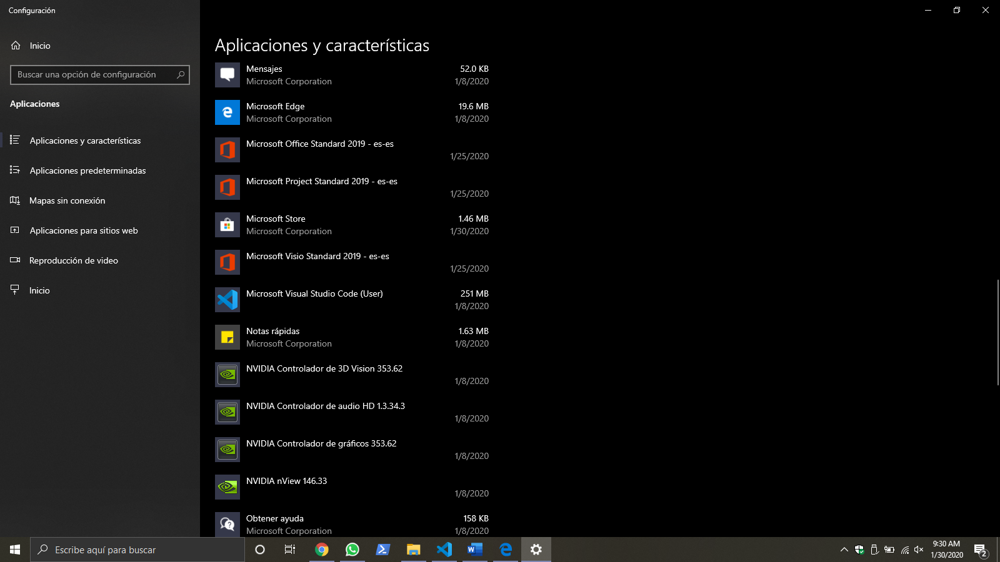 Configuración
Inicio
Buscar una opción de configuración
Aplicaciones
Aplicaciones y características
Aplicaciones predeterminadas
Mapas sin conexión
Aplicaciones para sitios web
Reproducción de video
Inicio
Aplicaciones y características
Mensajes 52.0 KB
Microsoft Corporation 1/8/2020
Microsoft Edge 19.6 MB
Microsoft Corporation 1/8/2020
Microsoft Office Standard 2019 - es-es
1/25/2020
Microsoft Project Standard 2019 - es-es
1/25/2020
Microsoft Store 1.46 MB
Microsoft Corporation 1/30/2020
Microsoft Visio Standard 2019 - es-es
1/25/2020
Microsoft Visual Studio Code (User) 251 MB
1/8/2020
Notas rápidas 1.63 MB
Microsoft Corporation 1/8/2020
NVIDIA Controlador de 3D Vision 353.62
1/8/2020
NVIDIA Controlador de audio HD 1.3.34.3
1/8/2020
NVIDIA Controlador de gráficos 353.62
1/8/2020
NVIDIA nView 146.33
1/8/2020
Obtener ayuda 158 KB
Microsoft Corporation 1/8/2020
Escribe aquí para buscar
9:30 AM
1/30/2020
2